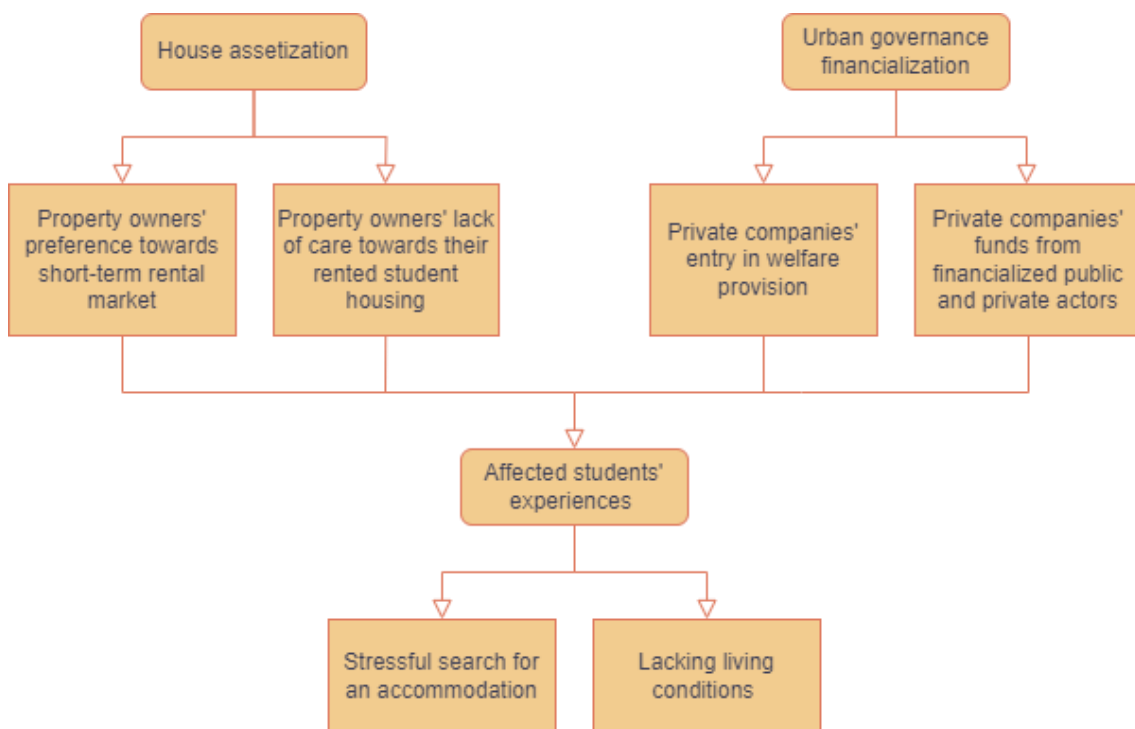 House assetization
Urban governance
financialization
Property owners'
preference towards
short-term rental
market
Property owners' lack
of care towards their
rented student
housing
Private companies'
entry in welfare
provision
Private companies'
funds from
financialized public
and private actors
Affected students'
experiences
Stressful search for
an accommodation
Lacking living
conditions